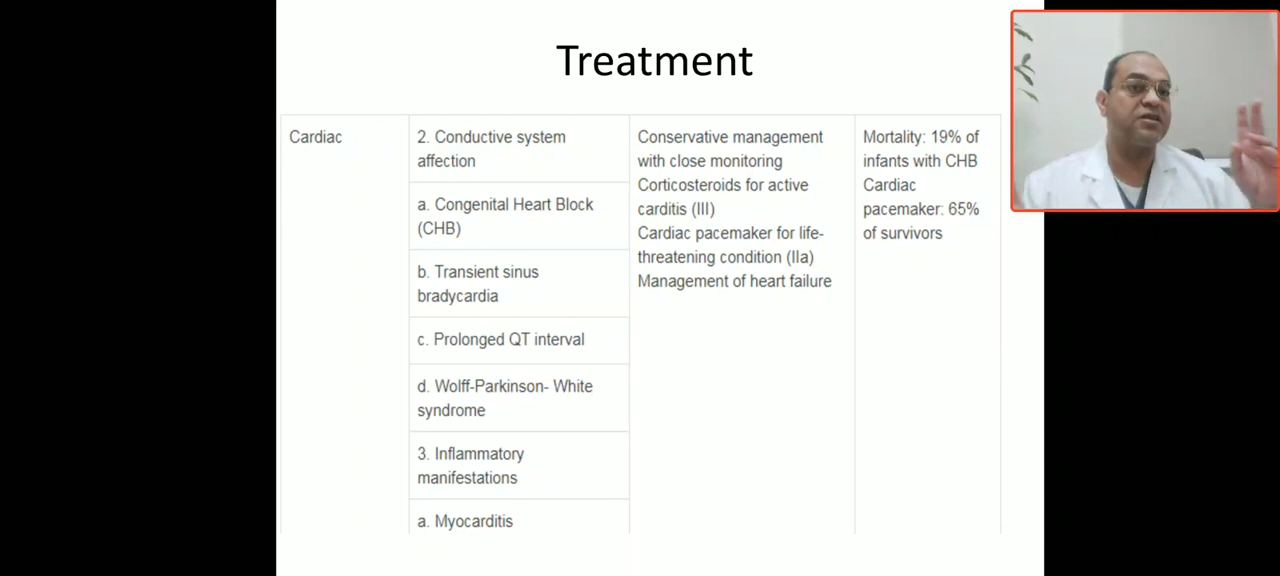 Treatment
Cardiac
2. Conductive system
affection
a. Congenital Heart Block
(CHB)
b. Transient sinus
bradycardia
c. Prolonged QT interval
d. Wolff-Parkinson- White
syndrome
3. Inflammatory
manifestations
a. Myocarditis
Conservative management
with close monitoring
Corticosteroids for active
carditis (III)
Cardiac pacemaker for life-
threatening condition (IIa)
Management of heart failure
Mortality: 19% of
infants with CHB
Cardiac
pacemaker: 65%
of survivors